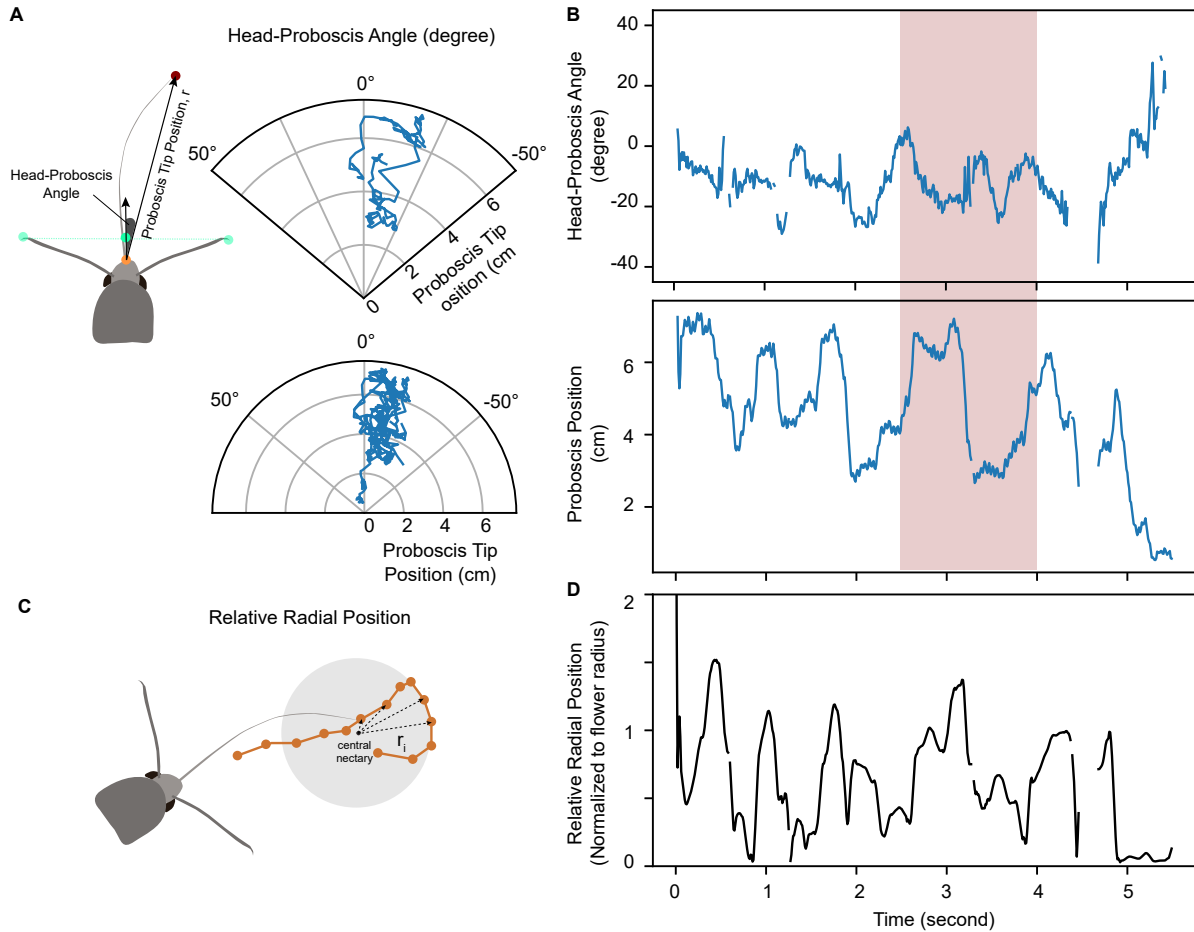 A
Head-Proboscis Angle (degree)
0°
50°
-50°
Proboscis Tip Position, r
Head-Proboscis
Angle
0
2
4
6
Proboscis Tip
osition (cm
0°
50°
-50°
0
2
4
6
Proboscis Tip
Position (cm)
B
Head-Proboscis Angle
(degree)
40
20
0
-20
-40
Proboscis Position
(cm)
6
4
2
C
Relative Radial Position
central
nectary
ri
D
Relative Radial Position
(Normalized to flower radius)
2
1
0
0
1
2
3
4
5
Time (second)